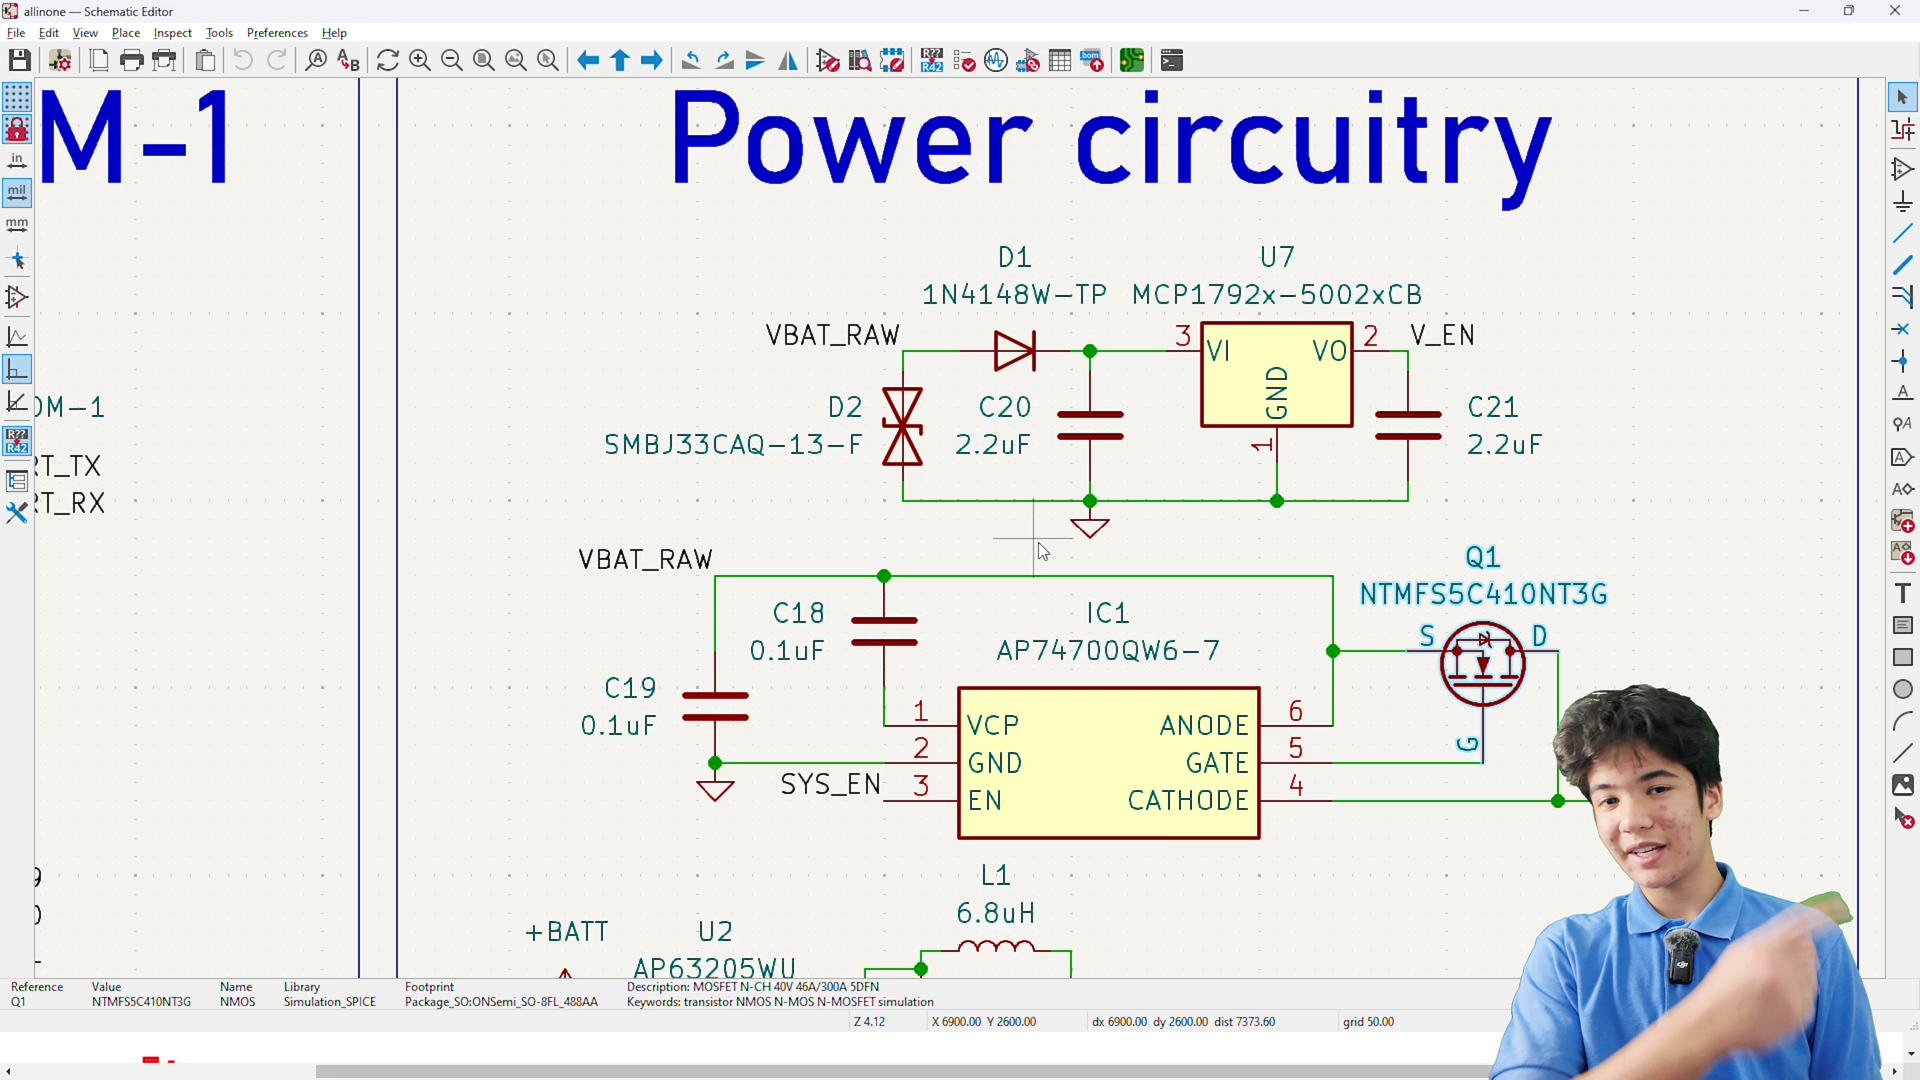 allinone — Schematic Editor
File Edit View Place Inspect Tools Preferences Help
M-1
Power circuitry
D1
1N4148W-TP
U7
MCP1792x-5002xCB
VBAT_RAW
3
VI
VO
2
V_EN
GND
1
D2
SMBJ33CAQ-13-F
C20
2.2uF
C21
2.2uF
OM-1
RT_TX
RT_RX
VBAT_RAW
C18
0.1uF
IC1
AP74700QW6-7
Q1
NTMFS5C410NT3G
S
D
G
C19
0.1uF
1
VCP
2
GND
SYS_EN
3
EN
ANODE
6
GATE
5
CATHODE
4
L1
6.8uH
+BATT
U2
AP63205WU
in
mil
mm
R??
R42
Reference Value Name Library Footprint Description: MOSFET N-CH 40V 46A/300A 5DFN
Q1 NTMFS5C410NT3G NMOS Simulation_SPICE Package_SO:ONSemi_SO-8FL_488AA Keywords: transistor NMOS N-MOS N-MOSFET simulation
Z 4.12 X 6900.00 Y 2600.00 dx 6900.00 dy 2600.00 dist 7373.60 grid 50.00